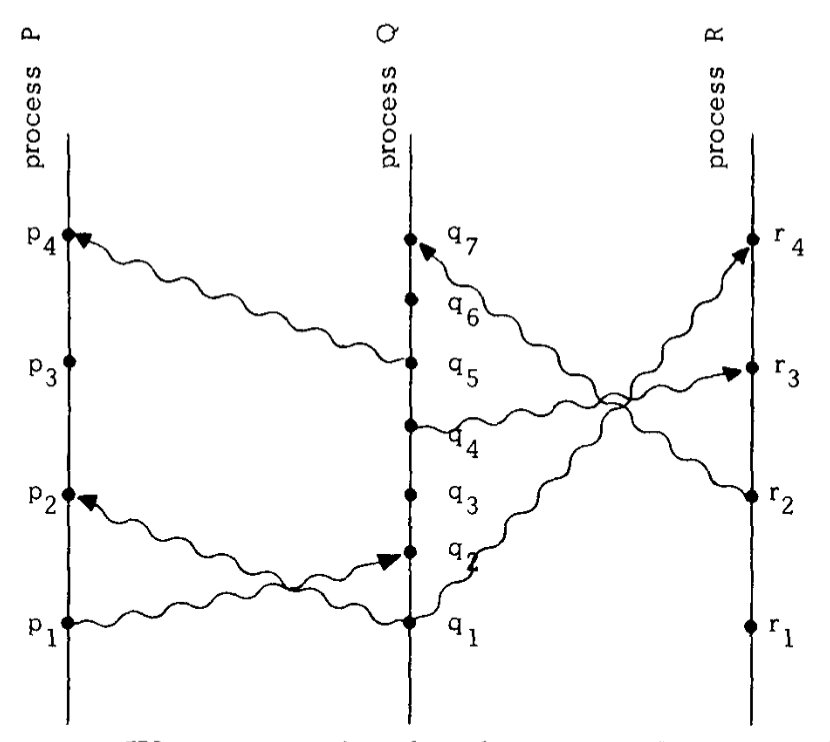 process P
process Q
process R
p4
q7
r4
q6
p3
q5
r3
q4
p2
q3
r2
q2
p1
q1
r1